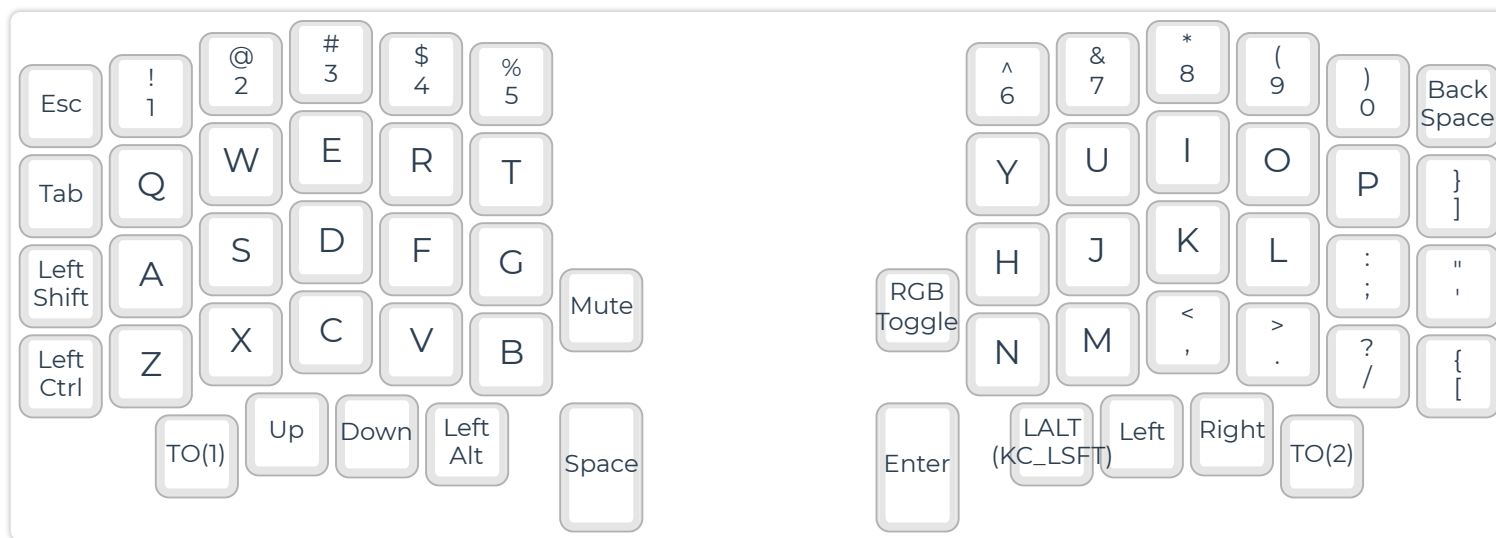 Esc
!
1
@
2
#
3
$
4
%
5
^
6
&
7
*
8
(
9
)
0
Back
Space
Tab
Q
W
E
R
T
Y
U
I
O
P
}
]
Left
Shift
A
S
D
F
G
Mute
RGB
Toggle
H
J
K
L
:
;
"
'
Left
Ctrl
Z
X
C
V
B
N
M
<
,
>
.
?
/
{
[
TO(1)
Up
Down
Left
Alt
Space
Enter
LALT
(KC_LSFT)
Left
Right
TO(2)